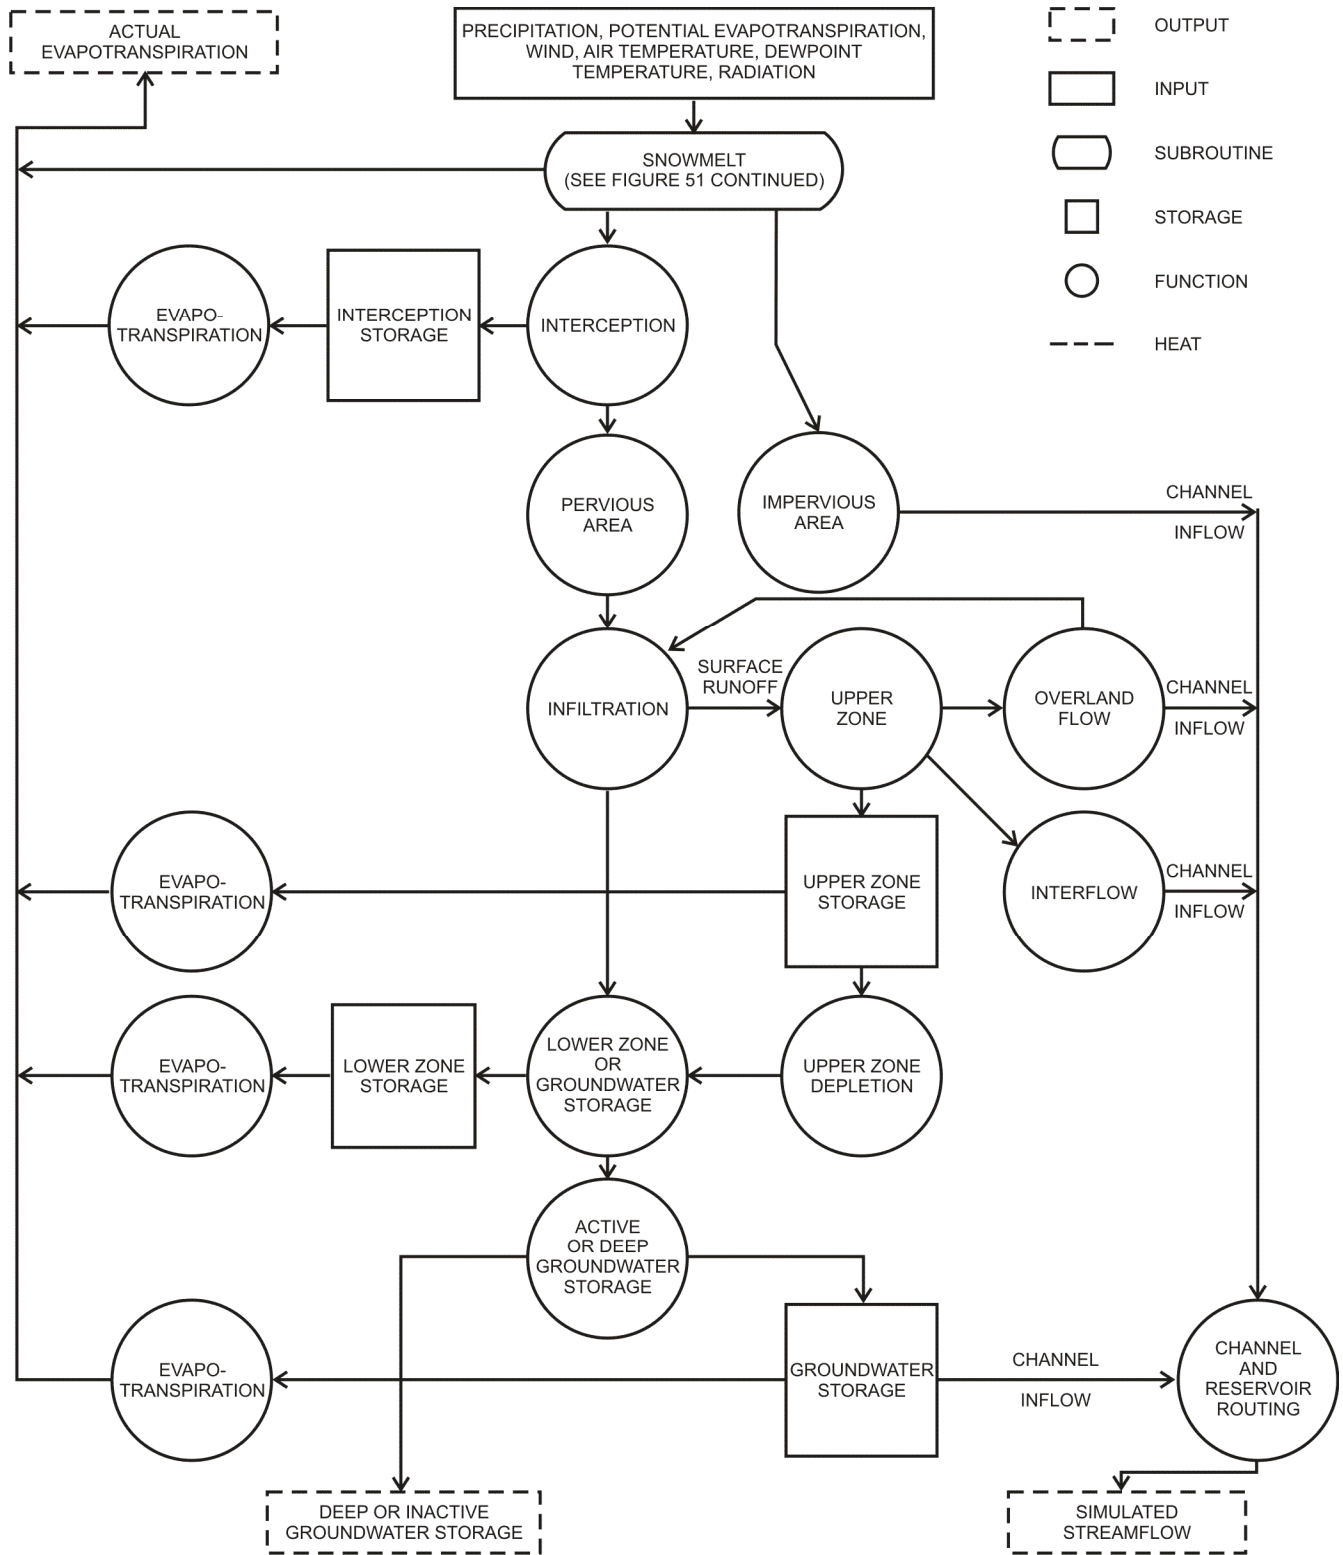 ACTUAL
EVAPOTRANSPIRATION
PRECIPITATION, POTENTIAL EVAPOTRANSPIRATION,
WIND, AIR TEMPERATURE, DEWPOINT
TEMPERATURE, RADIATION
OUTPUT
INPUT
SUBROUTINE
STORAGE
FUNCTION
HEAT
SNOWMELT
(SEE FIGURE 51 CONTINUED)
EVAPO-
TRANSPIRATION
INTERCEPTION
STORAGE
INTERCEPTION
PERVIOUS
AREA
IMPERVIOUS
AREA
CHANNEL
INFLOW
INFILTRATION
SURFACE
RUNOFF
UPPER
ZONE
OVERLAND
FLOW
CHANNEL
INFLOW
EVAPO-
TRANSPIRATION
UPPER ZONE
STORAGE
INTERFLOW
CHANNEL
INFLOW
EVAPO-
TRANSPIRATION
LOWER ZONE
STORAGE
LOWER ZONE
OR
GROUNDWATER
STORAGE
UPPER ZONE
DEPLETION
ACTIVE
OR DEEP
GROUNDWATER
STORAGE
EVAPO-
TRANSPIRATION
GROUNDWATER
STORAGE
CHANNEL
INFLOW
CHANNEL
AND
RESERVOIR
ROUTING
DEEP OR INACTIVE
GROUNDWATER STORAGE
SIMULATED
STREAMFLOW